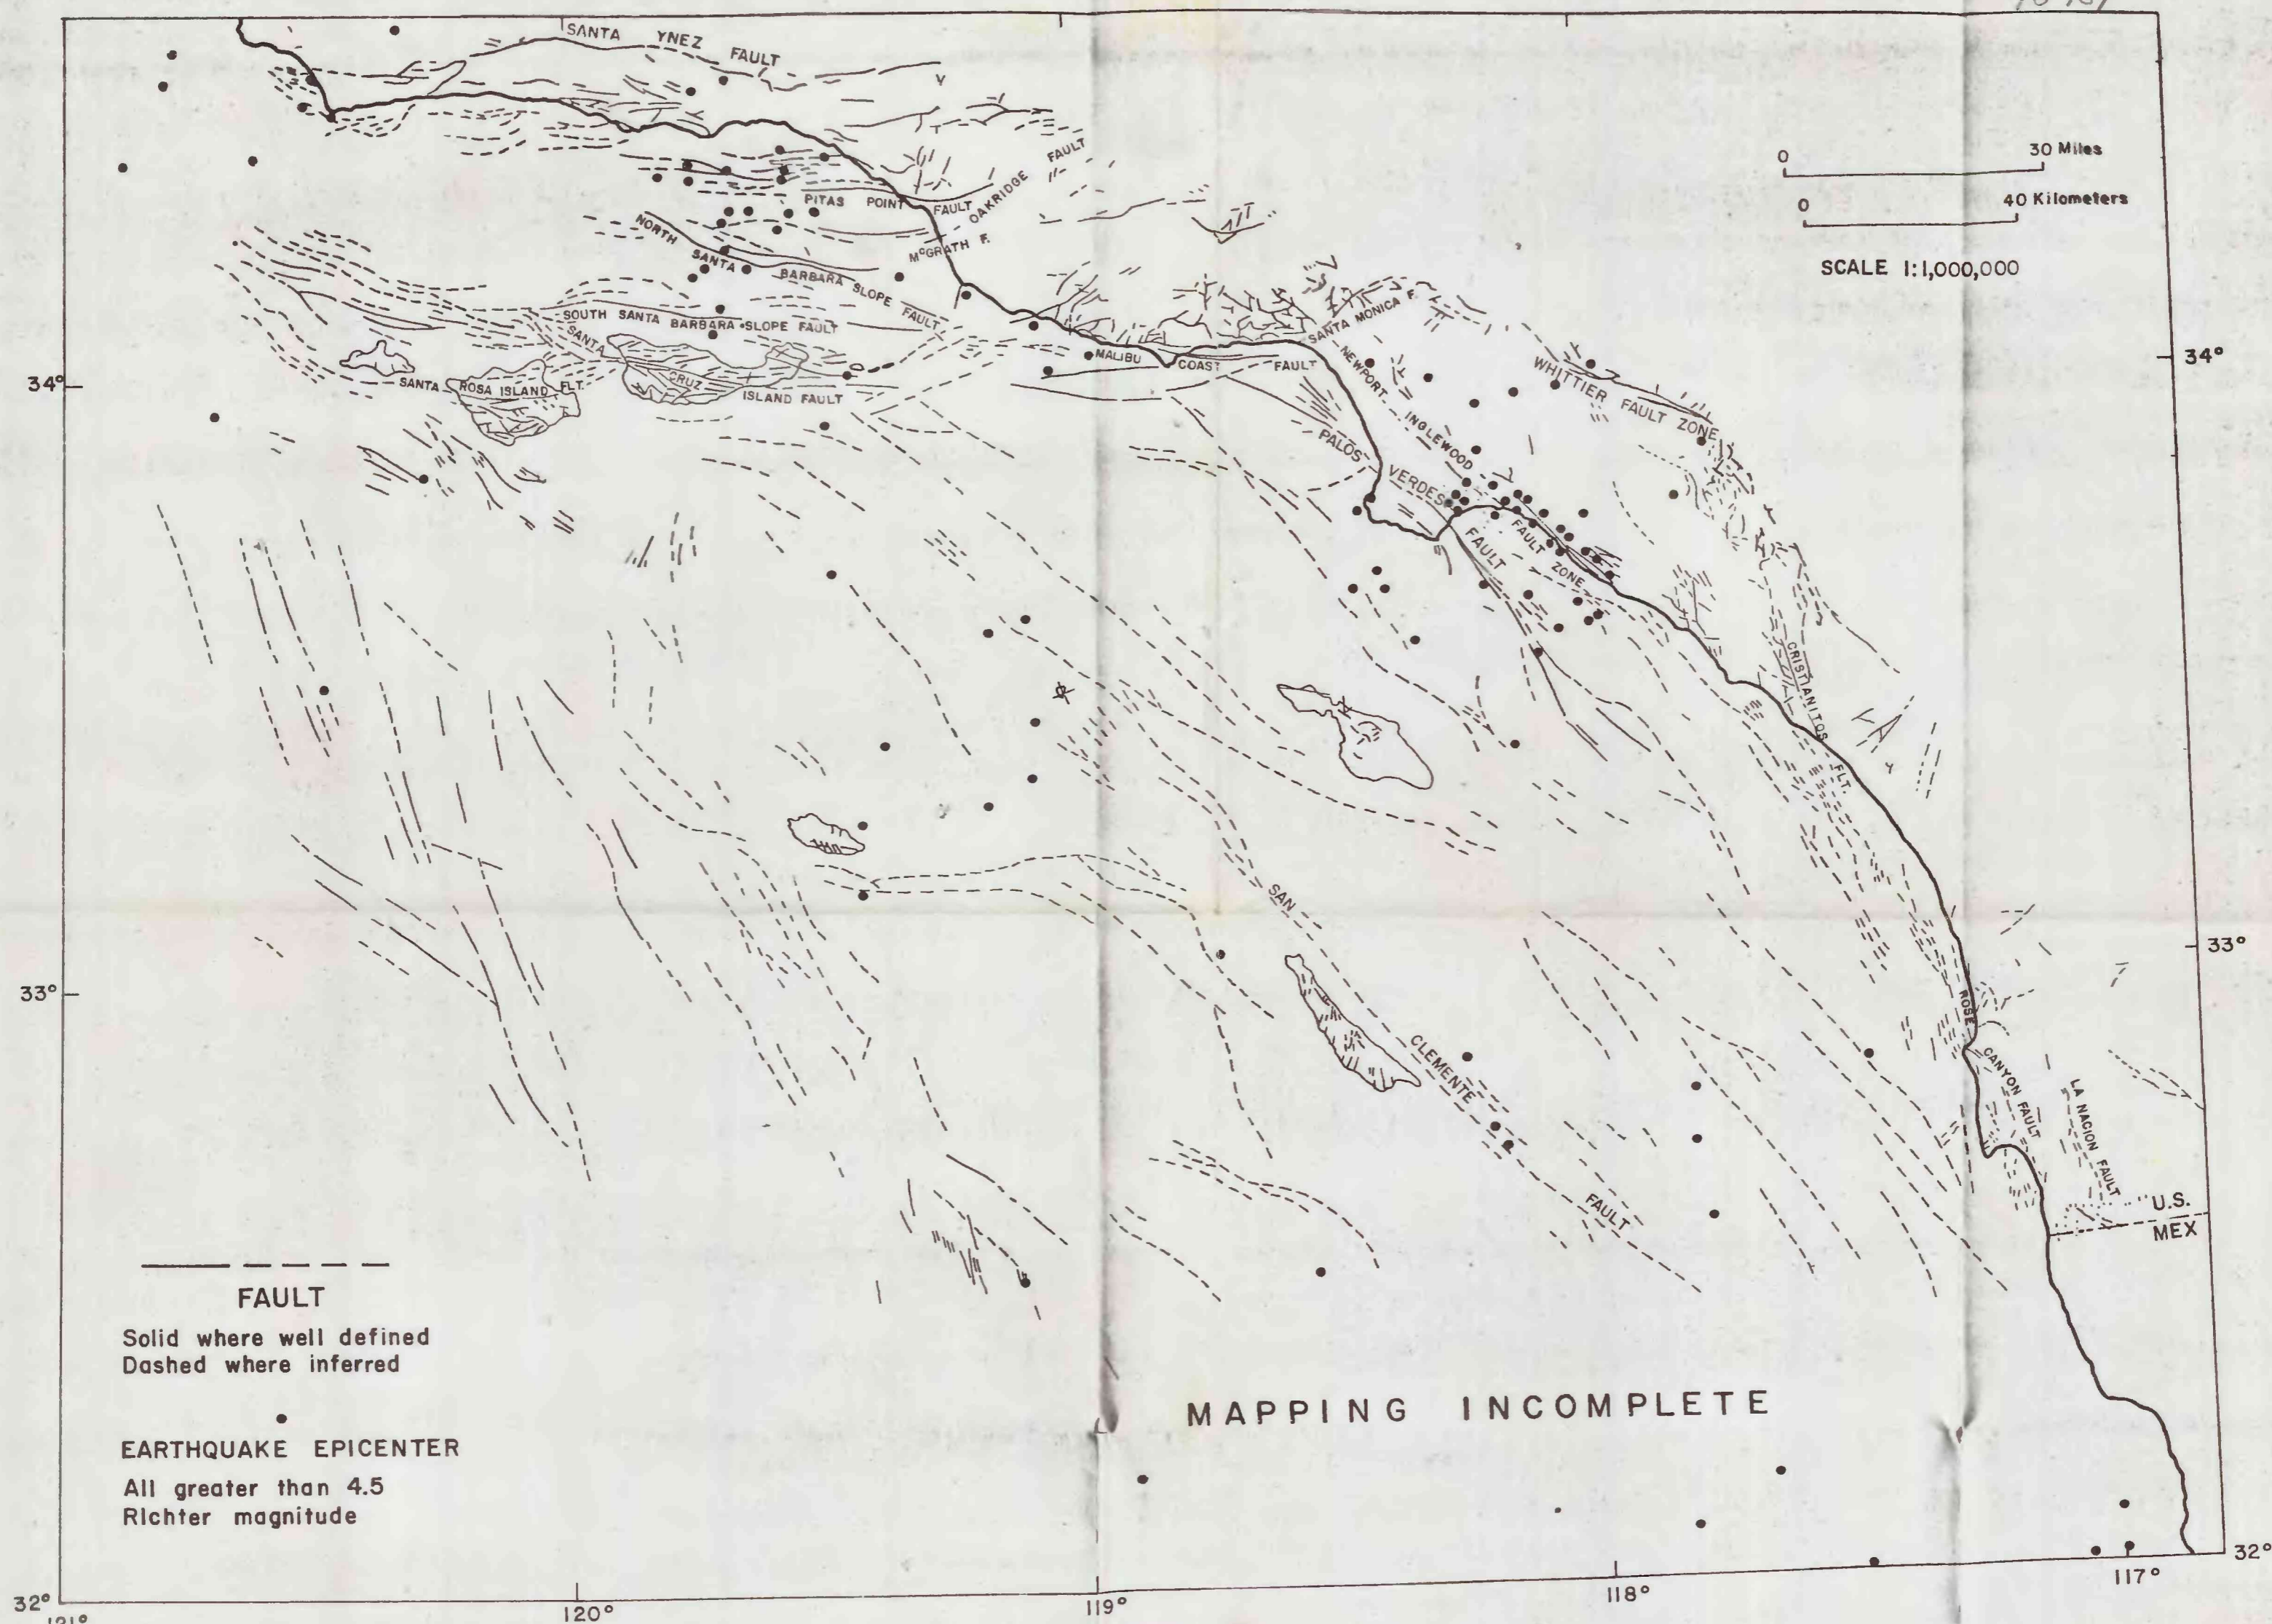 SANTA YNEZ FAULT
0 30 Miles
0 40 Kilometers
SCALE 1:1,000,000
OAKRIDGE FAULT
PITAS POINT FAULT
McGRATH F.
NORTH SANTA BARBARA SLOPE FAULT
SOUTH SANTA BARBARA SLOPE FAULT
SANTA CRUZ ISLAND FAULT
SANTA ROSA ISLAND FLT.
MALIBU COAST FAULT
SANTA MONICA F.
NEWPORT INGLEWOOD FAULT ZONE
WHITTIER FAULT ZONE
PALOS VERDES FAULT
CRISTIANITOS FLT.
SAN CLEMENTE FAULT
ROSE CANYON FAULT
LA NACION FAULT
U.S.
MEX
34°
34°
33°
33°
FAULT
Solid where well defined
Dashed where inferred
EARTHQUAKE EPICENTER
All greater than 4.5
Richter magnitude
MAPPING INCOMPLETE
32°
32°
121°
120°
119°
118°
117°